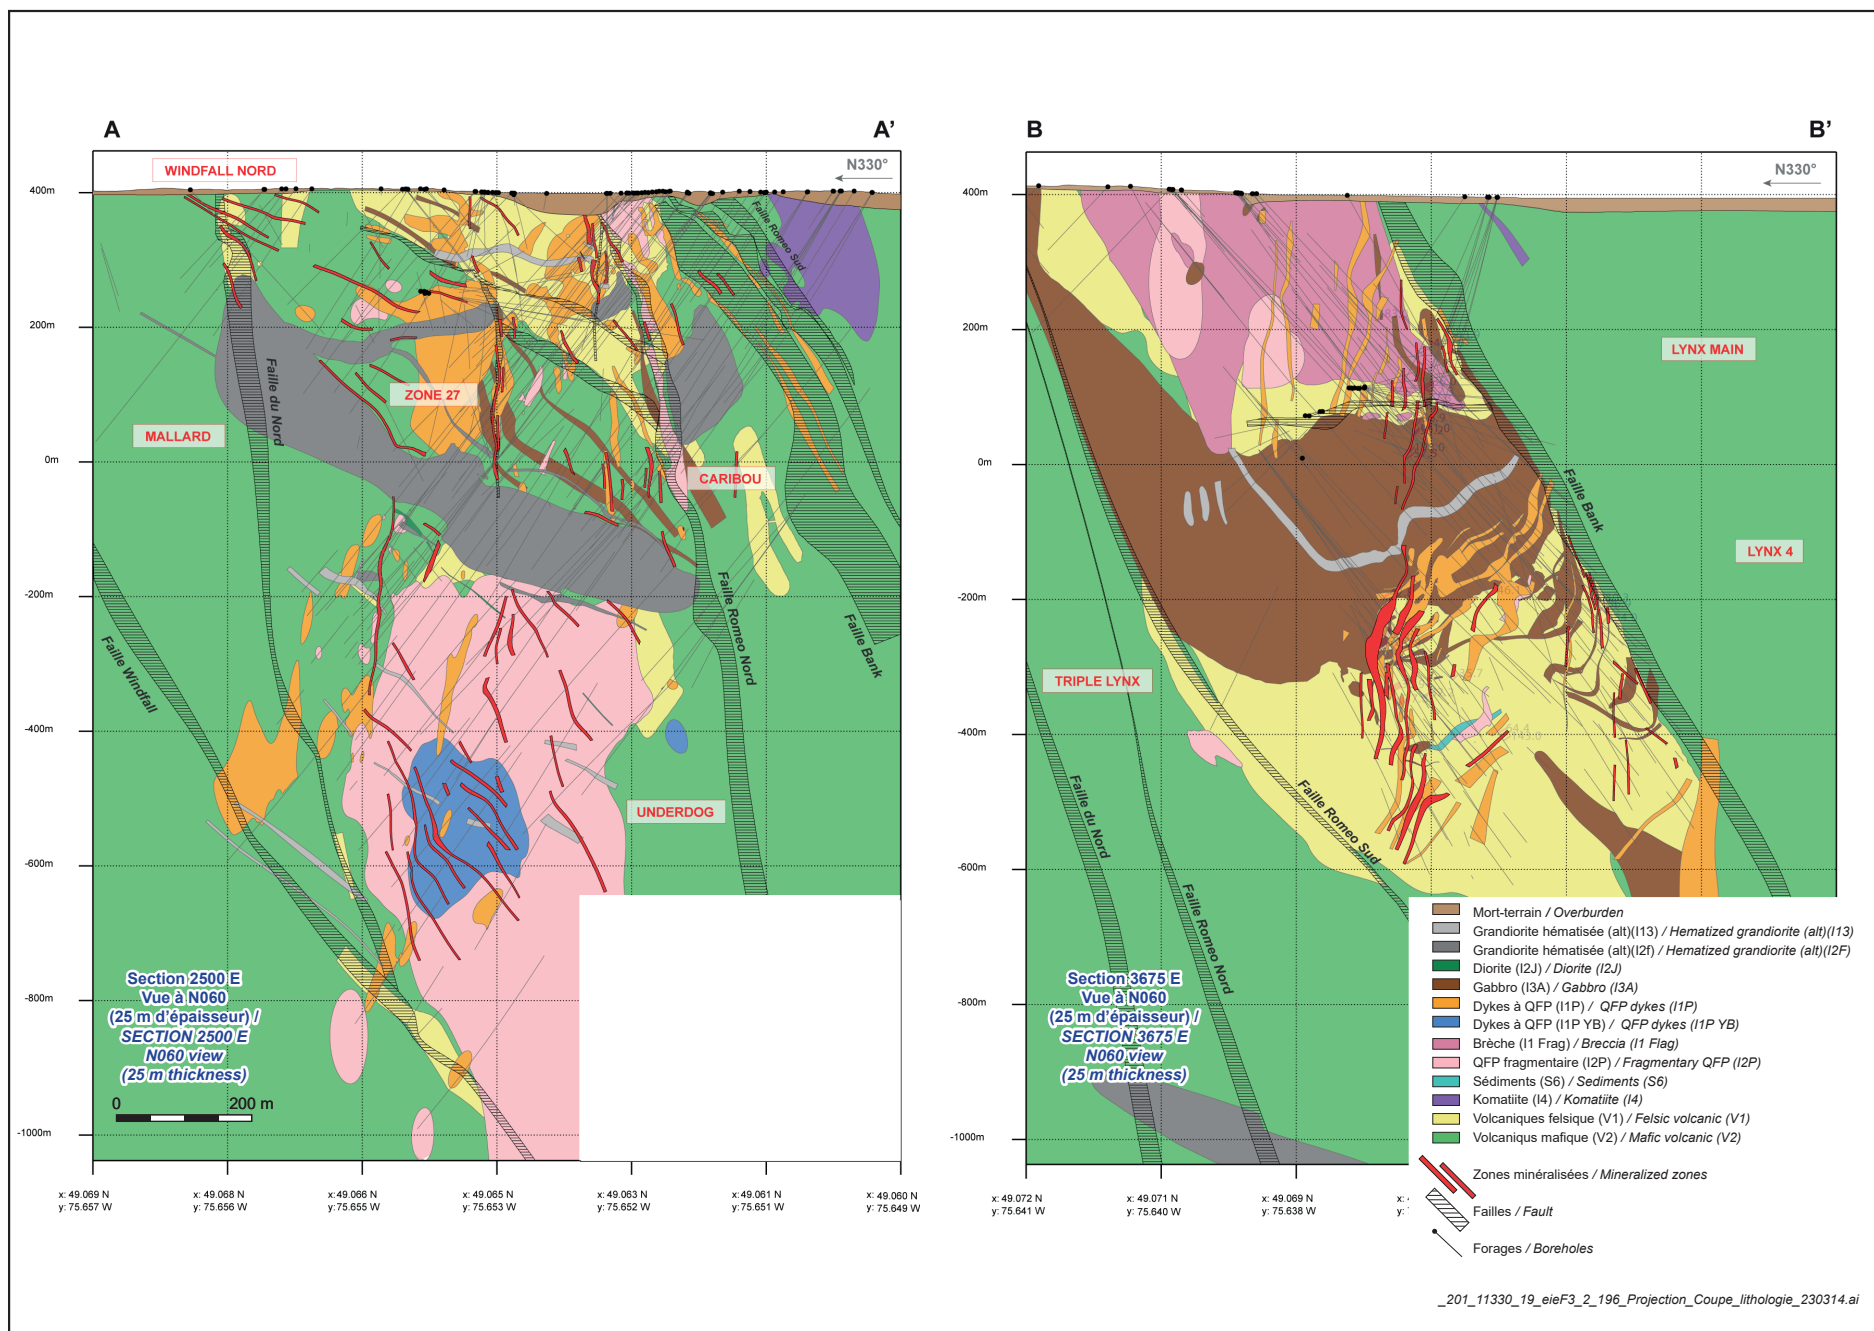 A
A'
WINDFALL NORD
N330°
400m
200m
0m
-200m
-400m
-600m
-800m
-1000m
Faille Romeo Sud
Faille du Nord
ZONE 27
MALLARD
CARIBOU
Faille Windfall
Faille Romeo Nord
Faille Bank
UNDERDOG
Section 2500 E
Vue à N060
(25 m d'épaisseur) /
SECTION 2500 E
N060 view
(25 m thickness)
0 200 m
x: 49.069 N
y: 75.657 W
x: 49.068 N
y: 75.656 W
x: 49.066 N
y: 75.655 W
x: 49.065 N
y: 75.653 W
x: 49.063 N
y: 75.652 W
x: 49.061 N
y: 75.651 W
x: 49.060 N
y: 75.649 W
B
B'
N330°
400m
200m
0m
-200m
-400m
-600m
-800m
-1000m
LYNX MAIN
Faille Bank
LYNX 4
TRIPLE LYNX
Faille du Nord
Faille Romeo Sud
Faille Romeo Nord
Section 3675 E
Vue à N060
(25 m d'épaisseur) /
SECTION 3675 E
N060 view
(25 m thickness)
x: 49.072 N
y: 75.641 W
x: 49.071 N
y: 75.640 W
x: 49.069 N
y: 75.638 W
Mort-terrain / Overburden
Grandiorite hématisée (alt)(I13) / Hematized grandiorite (alt)(I13)
Grandiorite hématisée (alt)(I2f) / Hematized grandiorite (alt)(I2F)
Diorite (I2J) / Diorite (I2J)
Gabbro (I3A) / Gabbro (I3A)
Dykes à QFP (I1P) / QFP dykes (I1P)
Dykes à QFP (I1P YB) / QFP dykes (I1P YB)
Brèche (I1 Frag) / Breccia (I1 Flag)
QFP fragmentaire (I2P) / Fragmentary QFP (I2P)
Sédiments (S6) / Sediments (S6)
Komatiite (I4) / Komatiite (I4)
Volcaniques felsique (V1) / Felsic volcanic (V1)
Volcaniqus mafique (V2) / Mafic volcanic (V2)
Zones minéralisées / Mineralized zones
Failles / Fault
Forages / Boreholes
_201_11330_19_eieF3_2_196_Projection_Coupe_lithologie_230314.ai